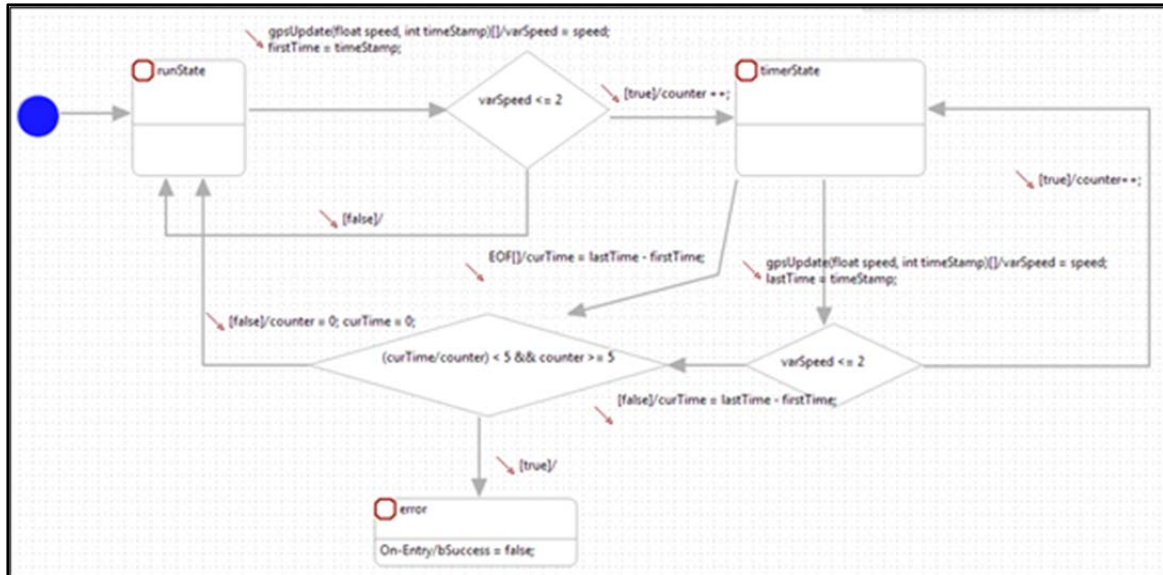 gpsUpdate(float speed, int timeStamp)[]/varSpeed = speed;
firstTime = timeStamp;
runState
varSpeed <= 2
[true]/counter ++;
timerState
[true]/counter++;
[false]/
EOF[]/curTime = lastTime - firstTime;
gpsUpdate(float speed, int timeStamp)[]/varSpeed = speed;
lastTime = timeStamp;
[false]/counter = 0; curTime = 0;
(curTime/counter) < 5 && counter >= 5
varSpeed <= 2
[false]/curTime = lastTime - firstTime;
[true]/
error
On-Entry/bSuccess = false;